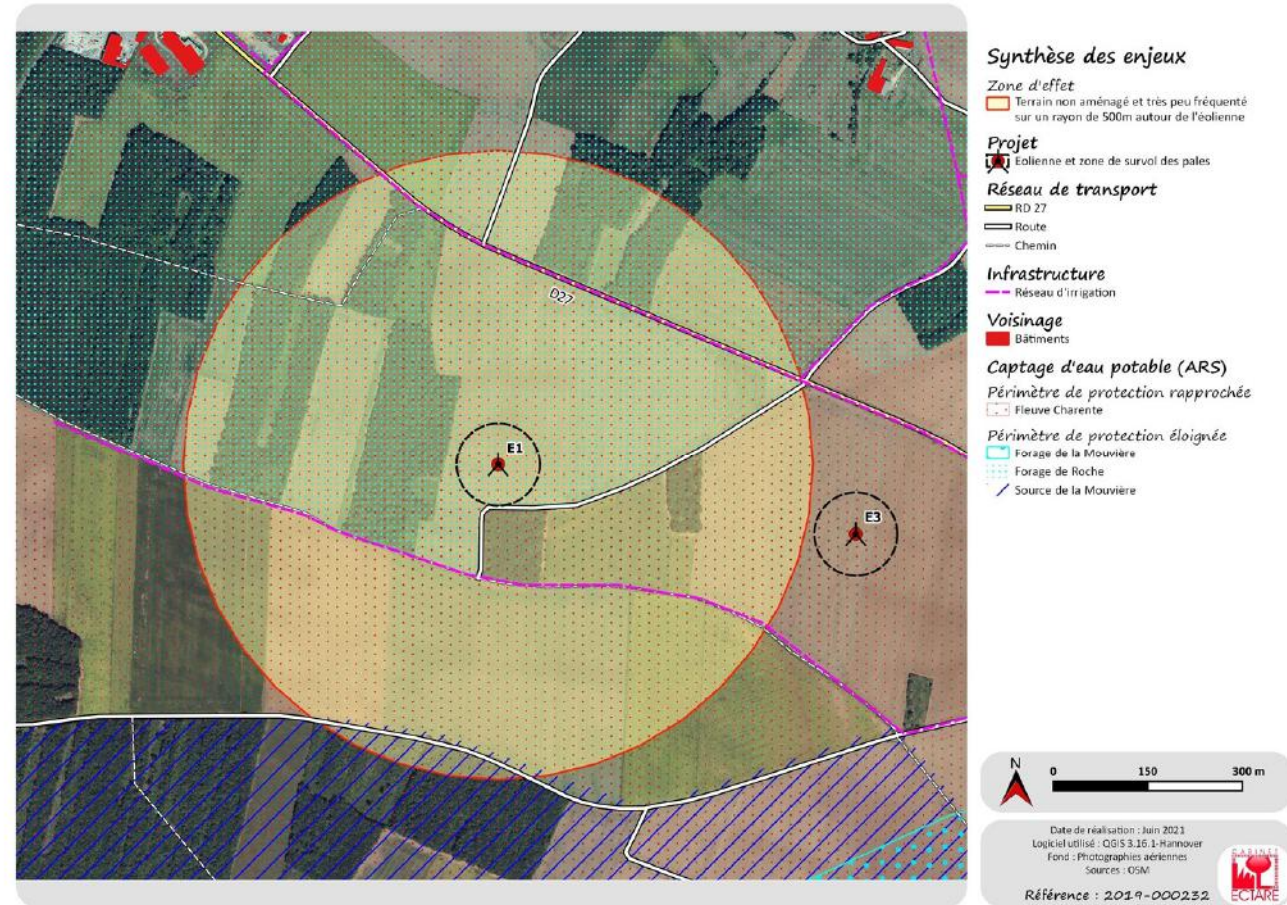 D27
E1
E3
Synthèse des enjeux
Zone d'effet
Terrain non aménagé et très peu fréquenté
sur un rayon de 500m autour de l'éolienne
Projet
Eolienne et zone de survol des pales
Réseau de transport
RD 27
Route
Chemin
Infrastructure
Réseau d'irrigation
Voisinage
Bâtiments
Captage d'eau potable (ARS)
Périmètre de protection rapprochée
Fleuve Charente
Périmètre de protection éloignée
Forage de la Mouvière
Forage de Roche
Source de la Mouvière
N
0 150 300 m
Date de réalisation : Juin 2021
Logiciel utilisé : QGIS 3.16.1-Hannover
Fond : Photographies aériennes
Sources : OSM
Référence : 2019-000232
CABINET
ECTARE